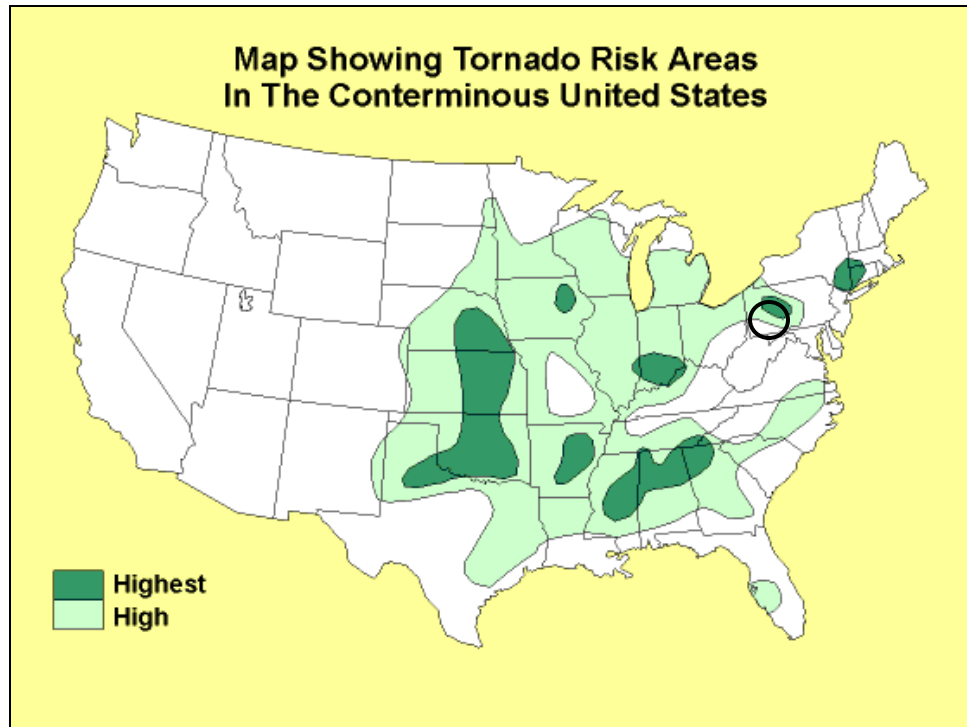 Map Showing Tornado Risk Areas
In The Conterminous United States
Highest
High